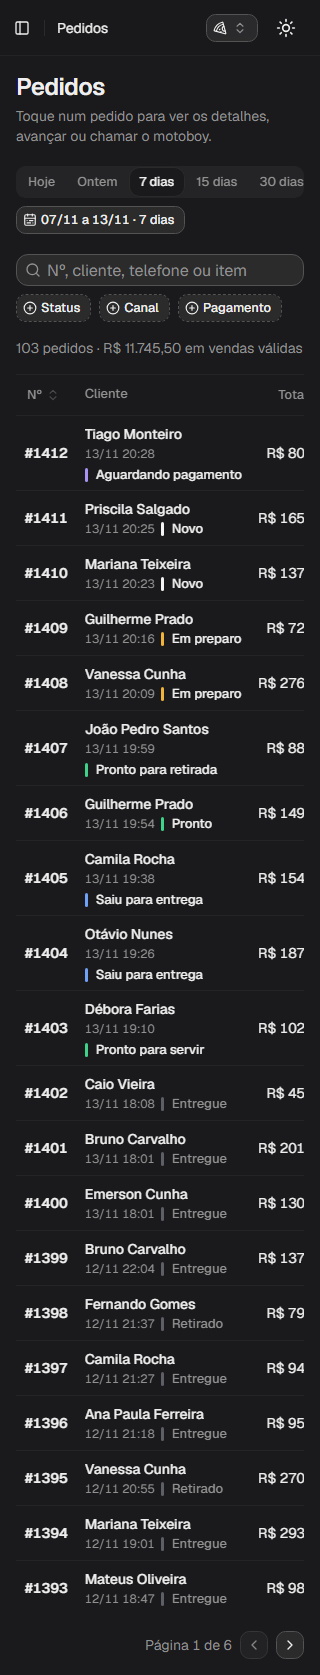 Pedidos
Pedidos
Toque num pedido para ver os detalhes,
avançar ou chamar o motoboy.
Hoje Ontem 7 dias 15 dias 30 dias
07/11 a 13/11 · 7 dias
Nº, cliente, telefone ou item
Status Canal Pagamento
103 pedidos · R$ 11.745,50 em vendas válidas
Nº Cliente Tota
Tiago Monteiro
#1412 13/11 20:28 R$ 80
Aguardando pagamento
Priscila Salgado
#1411 13/11 20:25 Novo R$ 165
Mariana Teixeira
#1410 13/11 20:23 Novo R$ 137
Guilherme Prado
#1409 13/11 20:16 Em preparo R$ 72
Vanessa Cunha
#1408 13/11 20:09 Em preparo R$ 276
João Pedro Santos
#1407 13/11 19:59 R$ 88
Pronto para retirada
Guilherme Prado
#1406 13/11 19:54 Pronto R$ 149
Camila Rocha
#1405 13/11 19:38 R$ 154
Saiu para entrega
Otávio Nunes
#1404 13/11 19:26 R$ 187
Saiu para entrega
Débora Farias
#1403 13/11 19:10 R$ 102
Pronto para servir
Caio Vieira
#1402 13/11 18:08 Entregue R$ 45
Bruno Carvalho
#1401 13/11 18:01 Entregue R$ 201
Emerson Cunha
#1400 13/11 18:01 Entregue R$ 130
Bruno Carvalho
#1399 12/11 22:04 Entregue R$ 137
Fernando Gomes
#1398 12/11 21:37 Retirado R$ 79
Camila Rocha
#1397 12/11 21:27 Entregue R$ 94
Ana Paula Ferreira
#1396 12/11 21:18 Entregue R$ 95
Vanessa Cunha
#1395 12/11 20:55 Retirado R$ 270
Mariana Teixeira
#1394 12/11 19:01 Entregue R$ 293
Mateus Oliveira
#1393 12/11 18:47 Entregue R$ 98
Página 1 de 6